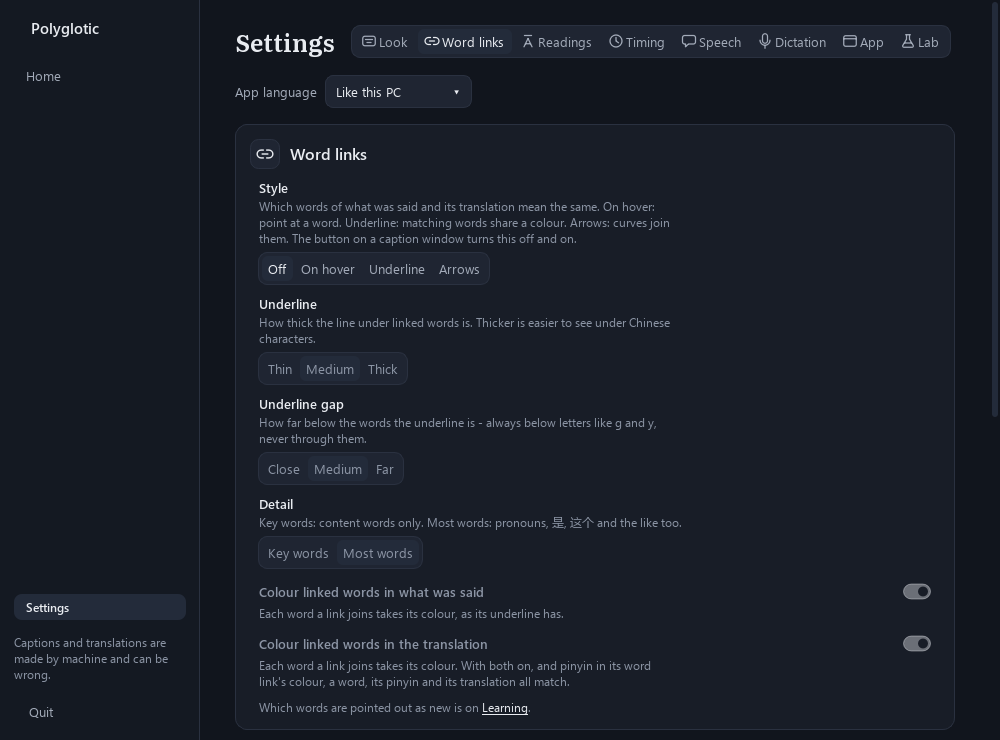 Polyglotic
Home
Settings
Captions and translations are
made by machine and can be
wrong.
Quit
Settings
Look
Word links
Readings
Timing
Speech
Dictation
App
Lab
App language
Like this PC
Word links
Style
Which words of what was said and its translation mean the same. On hover:
point at a word. Underline: matching words share a colour. Arrows: curves join
them. The button on a caption window turns this off and on.
Off
On hover
Underline
Arrows
Underline
How thick the line under linked words is. Thicker is easier to see under Chinese
characters.
Thin
Medium
Thick
Underline gap
How far below the words the underline is - always below letters like g and y,
never through them.
Close
Medium
Far
Detail
Key words: content words only. Most words: pronouns, 是, 这个 and the like too.
Key words
Most words
Colour linked words in what was said
Each word a link joins takes its colour, as its underline has.
Colour linked words in the translation
Each word a link joins takes its colour. With both on, and pinyin in its word
link's colour, a word, its pinyin and its translation all match.
Which words are pointed out as new is on Learning.